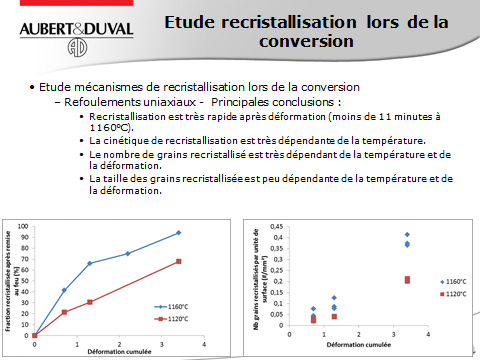 AUBERT&DUVAL
AD
Etude recristallisation lors de la
conversion
• Etude mécanismes de recristallisation lors de la conversion
– Refoulements uniaxiaux - Principales conclusions :
• Recristallisation est très rapide après déformation (moins de 11 minutes à
1160°C).
• La cinétique de recristallisation est très dépendante de la température.
• Le nombre de grains recristallisé est très dépendant de la température et de
la déformation.
• La taille des grains recristallisée est peu dépendante de la température et de
la déformation.
Fraction recristallisée après remise
au feu (%)
100
90
80
70
60
50
40
30
20
10
0
0
1
2
3
4
Déformation cumulée
1160°C
1120°C
Nb grains recristallisés par unité de
surface (#/mm²)
0,45
0,4
0,35
0,3
0,25
0,2
0,15
0,1
0,05
0
0
1
2
3
4
Déformation cumulée
1160°C
1120°C